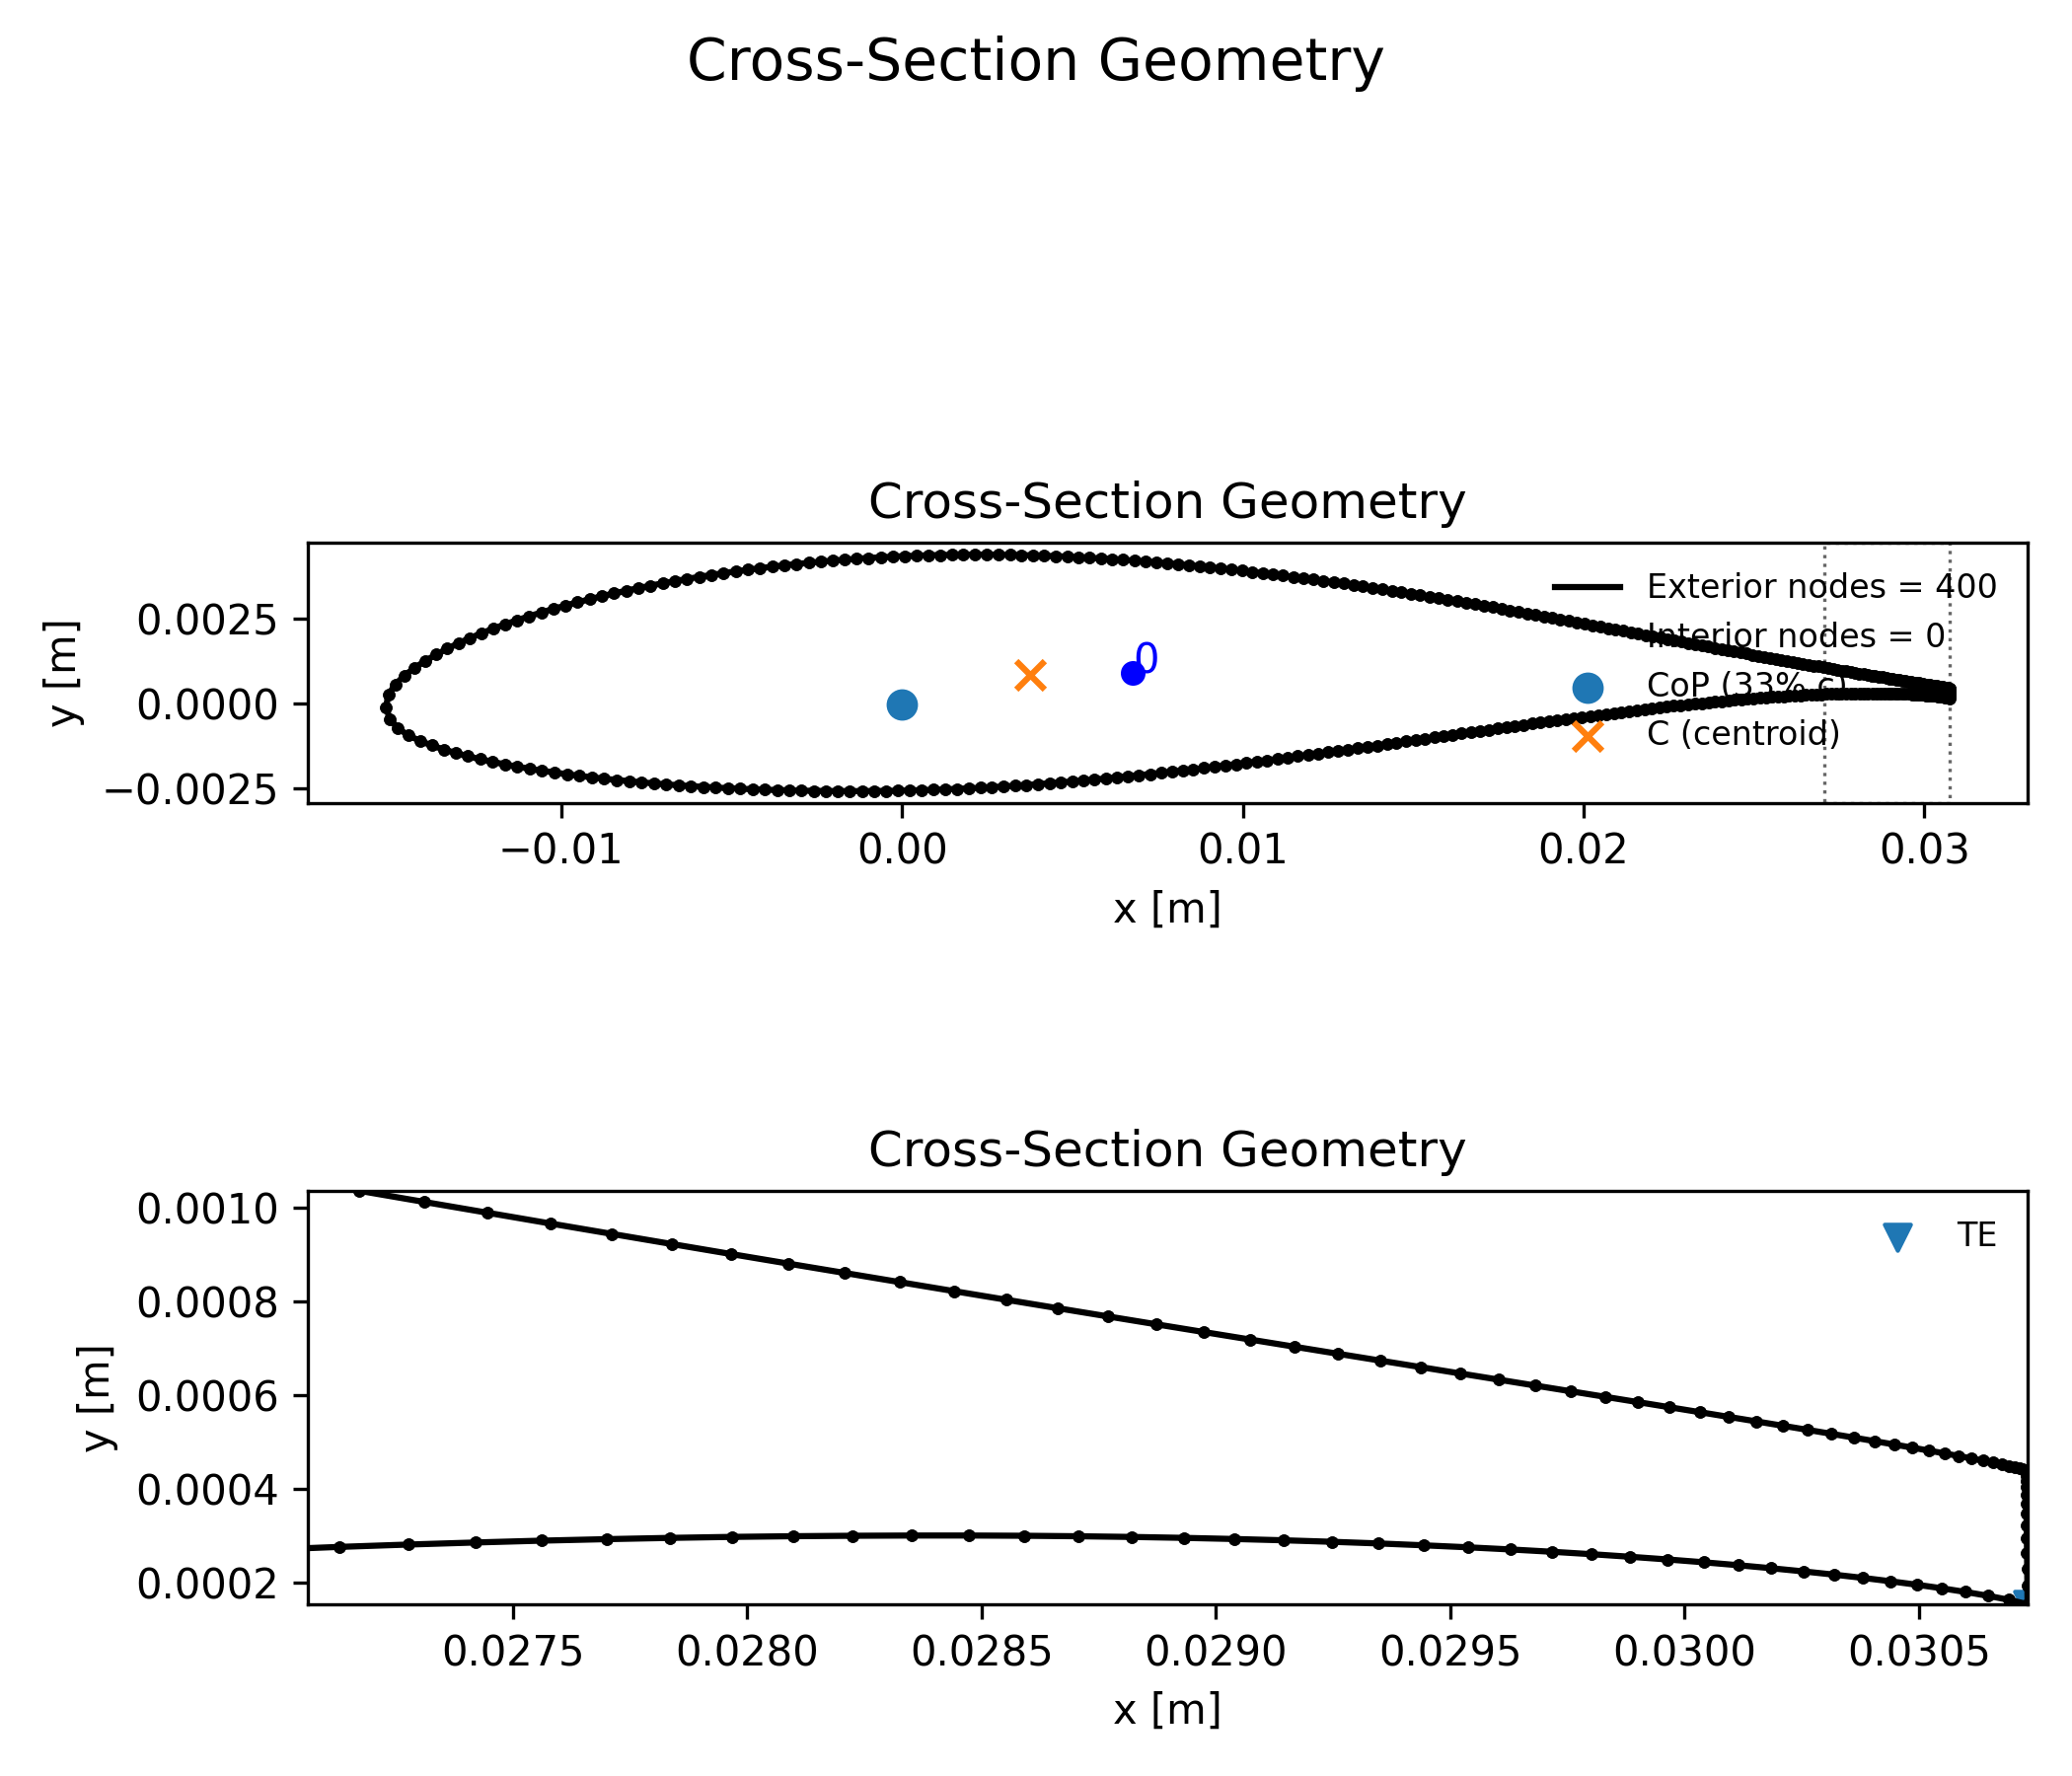 Cross-Section Geometry
Cross-Section Geometry
y [m]
0.0025
0.0000
−0.0025
0
Exterior nodes = 400
Interior nodes = 0
CoP (33% c)
C (centroid)
−0.01 0.00 0.01 0.02 0.03
x [m]
Cross-Section Geometry
y [m]
0.0010
0.0008
0.0006
0.0004
0.0002
TE
0.0275 0.0280 0.0285 0.0290 0.0295 0.0300 0.0305
x [m]